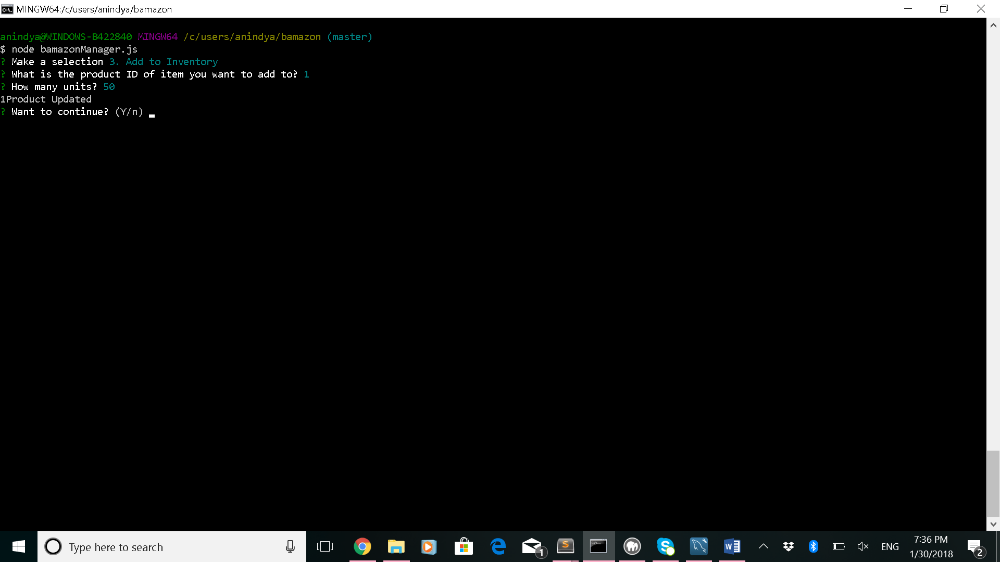 MINGW64:/c/users/anindya/bamazon
anindya@WINDOWS-B422840 MINGW64 /c/users/anindya/bamazon (master)
$ node bamazonManager.js
? Make a selection 3. Add to Inventory
? What is the product ID of item you want to add to? 1
? How many units? 50
1Product Updated
? Want to continue? (Y/n)
Type here to search
1
S
W
ENG
7:36 PM
1/30/2018
2